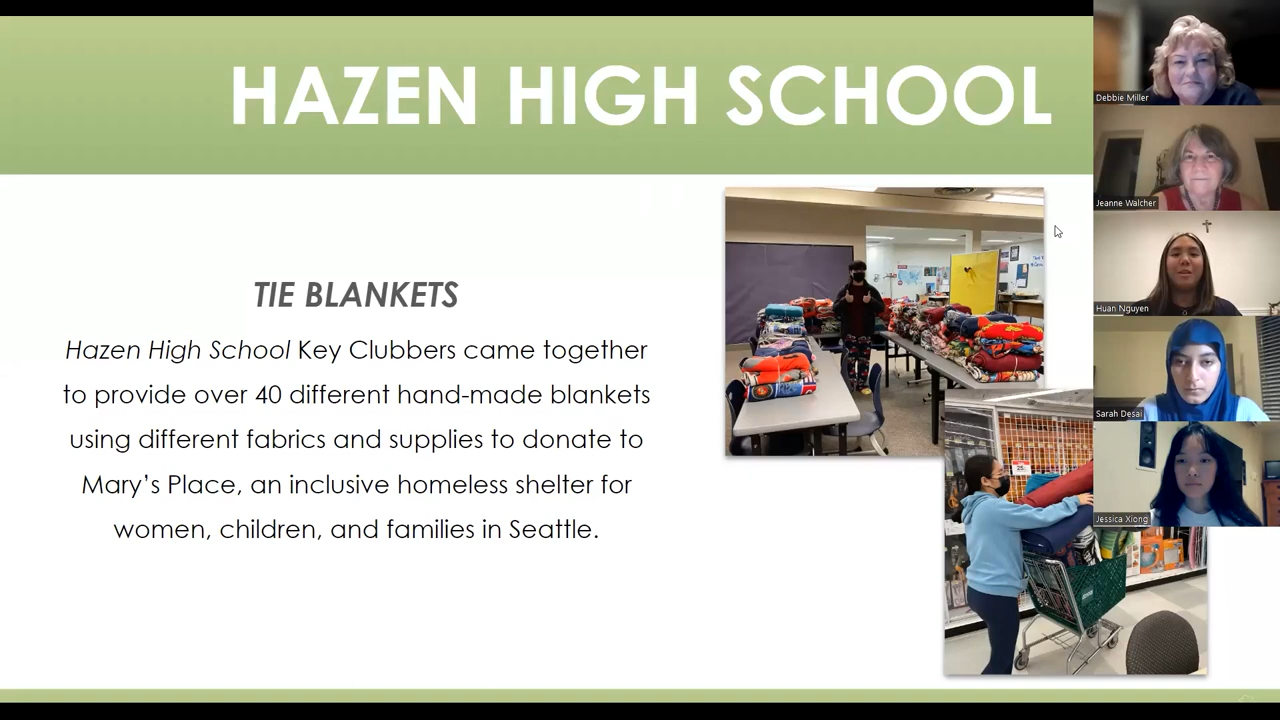 HAZEN HIGH SCHOOL
TIE BLANKETS
Hazen High School Key Clubbers came together
to provide over 40 different hand-made blankets
using different fabrics and supplies to donate to
Mary's Place, an inclusive homeless shelter for
women, children, and families in Seattle.
Debbie Miller
Jeanne Walcher
Huan Nguyen
Sarah Desai
Jessica Xiong